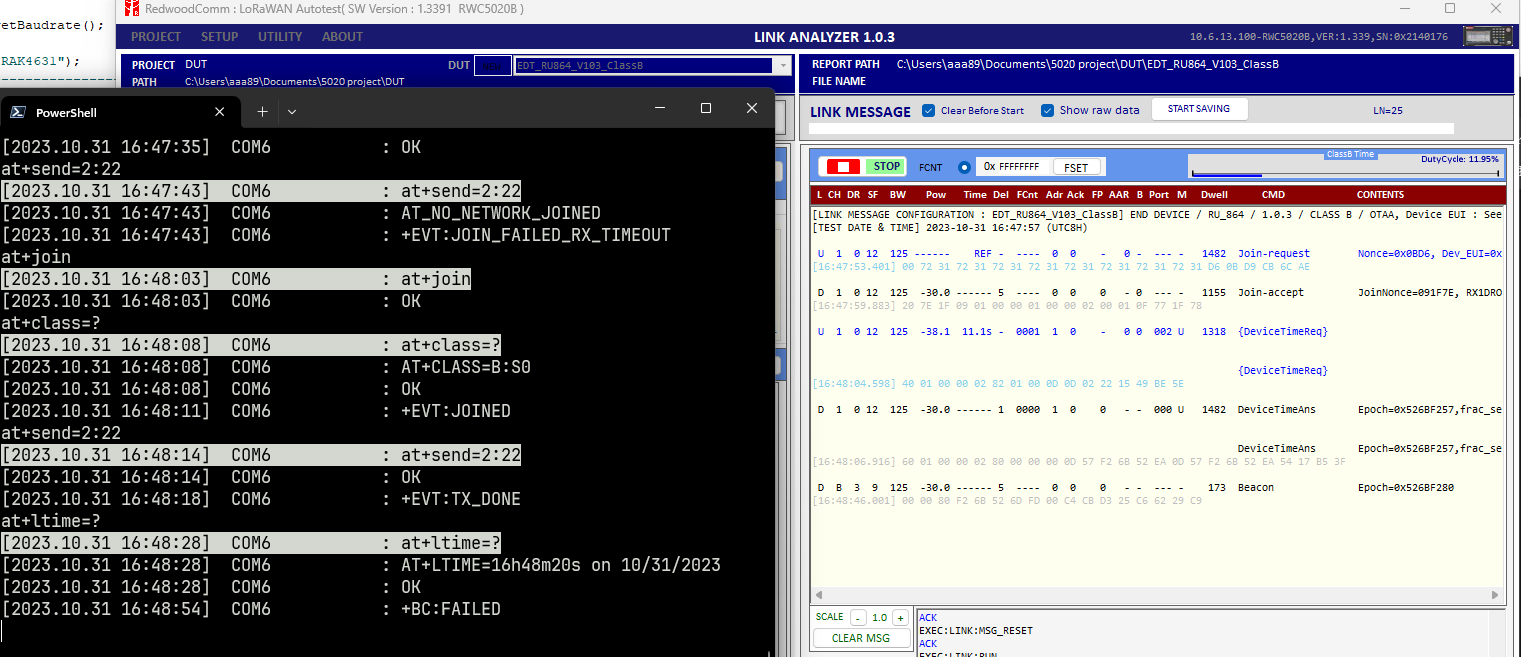 RedwoodComm : LoRaWAN Autotest( SW Version : 1.3391 RWC5020B )
etBaudrate();
RAK4631");
PROJECT SETUP UTILITY ABOUT
LINK ANALYZER 1.0.3
10.6.13.100-RWC5020B,VER:1.339,SN:0x2140176
PROJECT DUT
DUT
EDT_RU864_V103_ClassB
PATH C:\Users\aaa89\Documents\5020 project\DUT
REPORT PATH C:\Users\aaa89\Documents\5020 project\DUT\EDT_RU864_V103_ClassB
FILE NAME
PowerShell
[2023.10.31 16:47:35] COM6 : OK
at+send=2:22
[2023.10.31 16:47:43] COM6 : at+send=2:22
[2023.10.31 16:47:43] COM6 : AT_NO_NETWORK_JOINED
[2023.10.31 16:47:43] COM6 : +EVT:JOIN_FAILED_RX_TIMEOUT
at+join
[2023.10.31 16:48:03] COM6 : at+join
[2023.10.31 16:48:03] COM6 : OK
at+class=?
[2023.10.31 16:48:08] COM6 : at+class=?
[2023.10.31 16:48:08] COM6 : AT+CLASS=B:S0
[2023.10.31 16:48:08] COM6 : OK
[2023.10.31 16:48:11] COM6 : +EVT:JOINED
at+send=2:22
[2023.10.31 16:48:14] COM6 : at+send=2:22
[2023.10.31 16:48:14] COM6 : OK
[2023.10.31 16:48:18] COM6 : +EVT:TX_DONE
at+ltime=?
[2023.10.31 16:48:28] COM6 : at+ltime=?
[2023.10.31 16:48:28] COM6 : AT+LTIME=16h48m20s on 10/31/2023
[2023.10.31 16:48:28] COM6 : OK
[2023.10.31 16:48:54] COM6 : +BC:FAILED
LINK MESSAGE Clear Before Start Show raw data START SAVING LN=25
STOP FCNT 0x FFFFFFFF FSET
ClassB Time DutyCycle: 11.95%
L CH DR SF BW Pow Time Del FCnt Adr Ack FP AAR B Port M Dwell CMD CONTENTS
[LINK MESSAGE CONFIGURATION : EDT_RU864_V103_ClassB] END DEVICE / RU_864 / 1.0.3 / CLASS B / OTAA, Device EUI : See
[TEST DATE & TIME] 2023-10-31 16:47:57 (UTC8H)
U 1 0 12 125 ------ REF - ---- 0 0 - 0 - --- - 1482 Join-request Nonce=0x0BD6, Dev_EUI=0x
[16:47:53.401] 00 72 31 72 31 72 31 72 31 72 31 72 31 72 31 72 31 D6 0B D9 CB 6C AE
D 1 0 12 125 -30.0 ------ 5 ---- 0 0 0 - 0 --- - 1155 Join-accept JoinNonce=091F7E, RX1DRO
[16:47:59.883] 20 7E 1F 09 01 00 00 01 00 00 02 00 01 0F 77 1F 78
U 1 0 12 125 -38.1 11.1s - 0001 1 0 - 0 0 002 U 1318 {DeviceTimeReq}
{DeviceTimeReq}
[16:48:04.598] 40 01 00 00 02 82 01 00 0D 0D 02 22 15 49 BE 5E
D 1 0 12 125 -30.0 ------ 1 0000 1 0 0 - - 000 U 1482 DeviceTimeAns Epoch=0x526BF257,frac_se
DeviceTimeAns Epoch=0x526BF257,frac_se
[16:48:06.916] 60 01 00 00 02 80 00 00 00 0D 57 F2 6B 52 EA 0D 57 F2 6B 52 EA 54 17 B5 3F
D B 3 9 125 -30.0 ------ 5 ---- 0 0 0 - - --- - 173 Beacon Epoch=0x526BF280
[16:48:46.001] 00 00 80 F2 6B 52 6D FD 00 C4 CB D3 25 C6 62 29 C9
SCALE - 1.0 +
CLEAR MSG
ACK
EXEC:LINK:MSG_RESET
ACK
EXEC:LINK:RUN